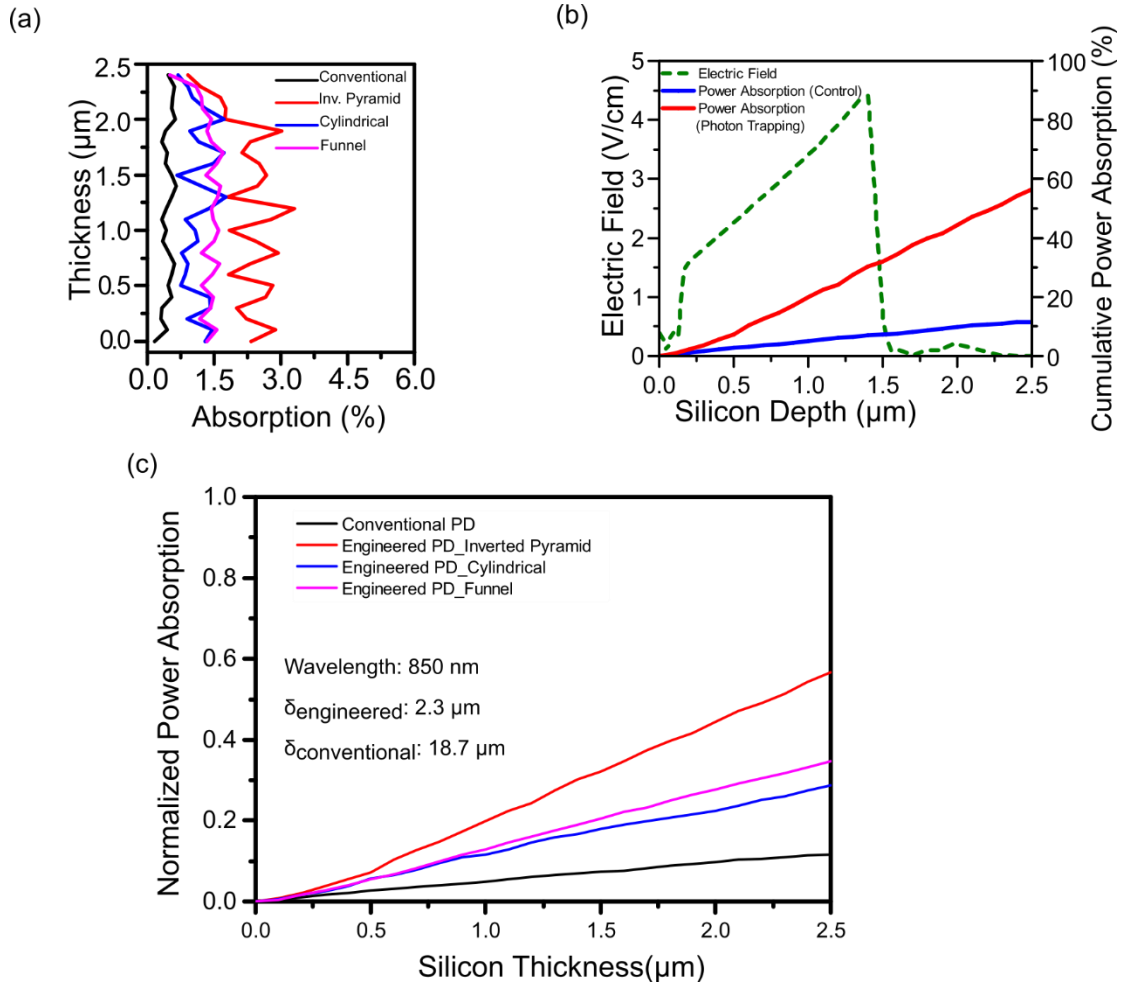 (a)
2.5
2.0
1.5
1.0
0.5
0.0
Thickness (µm)
Conventional
Inv. Pyramid
Cylindrical
Funnel
0.0 1.5 3.0 4.5 6.0
Absorption (%)
(b)
5
4
3
2
1
0
Electric Field (V/cm)
Electric Field
Power Absorption (Control)
Power Absorption
(Photon Trapping)
100
80
60
40
20
0
Cumulative Power Absorption (%)
0.0 0.5 1.0 1.5 2.0 2.5
Silicon Depth (µm)
(c)
1.0
0.8
0.6
0.4
0.2
0.0
Normalized Power Absorption
Conventional PD
Engineered PD_Inverted Pyramid
Engineered PD_Cylindrical
Engineered PD_Funnel
Wavelength: 850 nm
δengineered: 2.3 µm
δconventional: 18.7 µm
0.0 0.5 1.0 1.5 2.0 2.5
Silicon Thickness(µm)